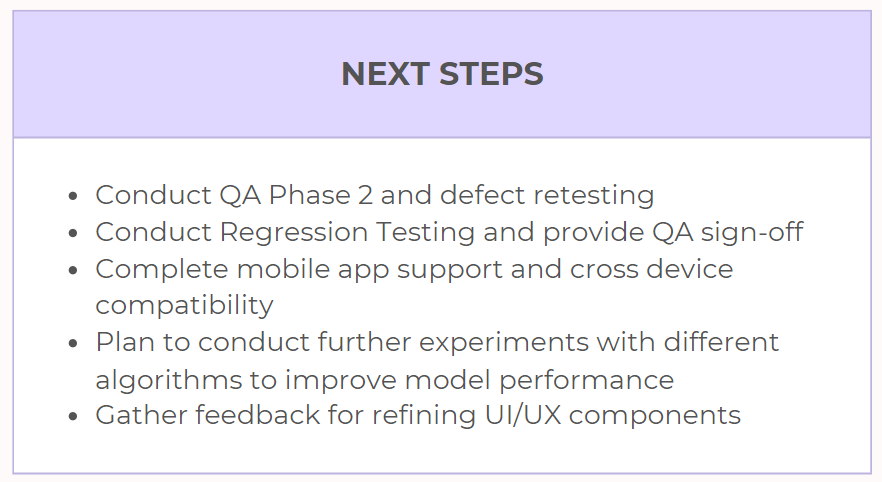 NEXT STEPS
• Conduct QA Phase 2 and defect retesting
• Conduct Regression Testing and provide QA sign-off
• Complete mobile app support and cross device
compatibility
• Plan to conduct further experiments with different
algorithms to improve model performance
• Gather feedback for refining UI/UX components